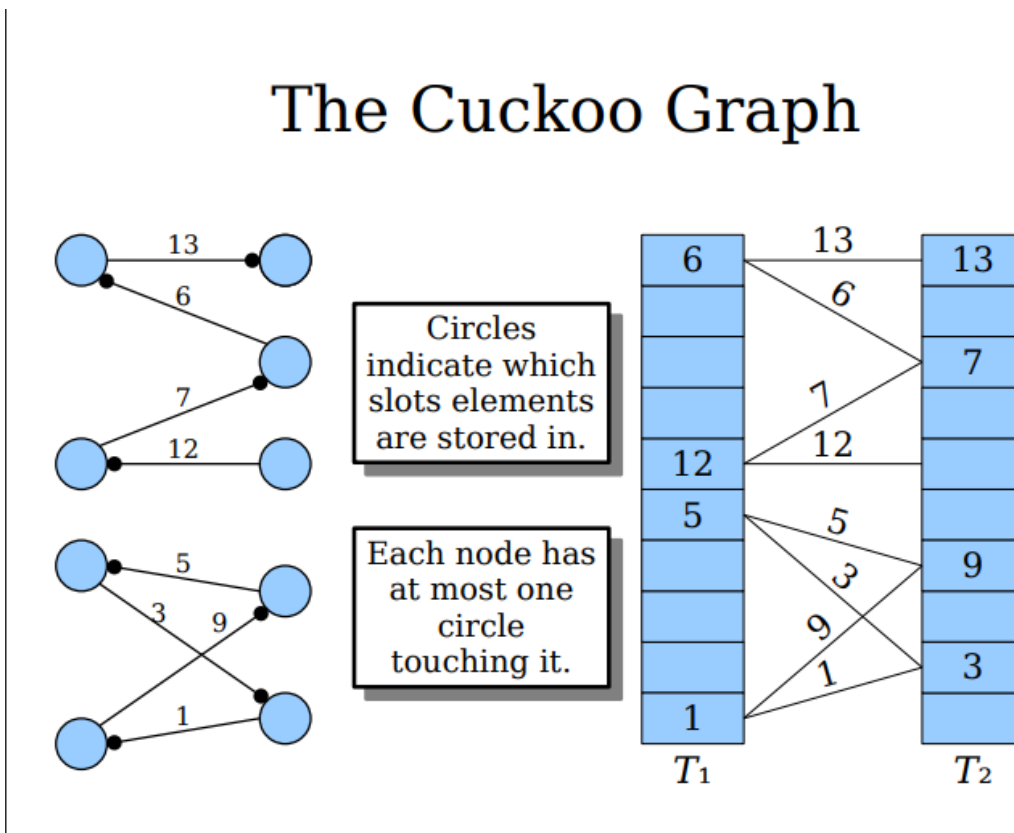 The Cuckoo Graph
13
6
7
12
5
3
9
1
Circles
indicate which
slots elements
are stored in.
Each node has
at most one
circle
touching it.
6
12
5
1
13
6
7
12
5
3
9
1
13
7
9
3
T₁
T₂